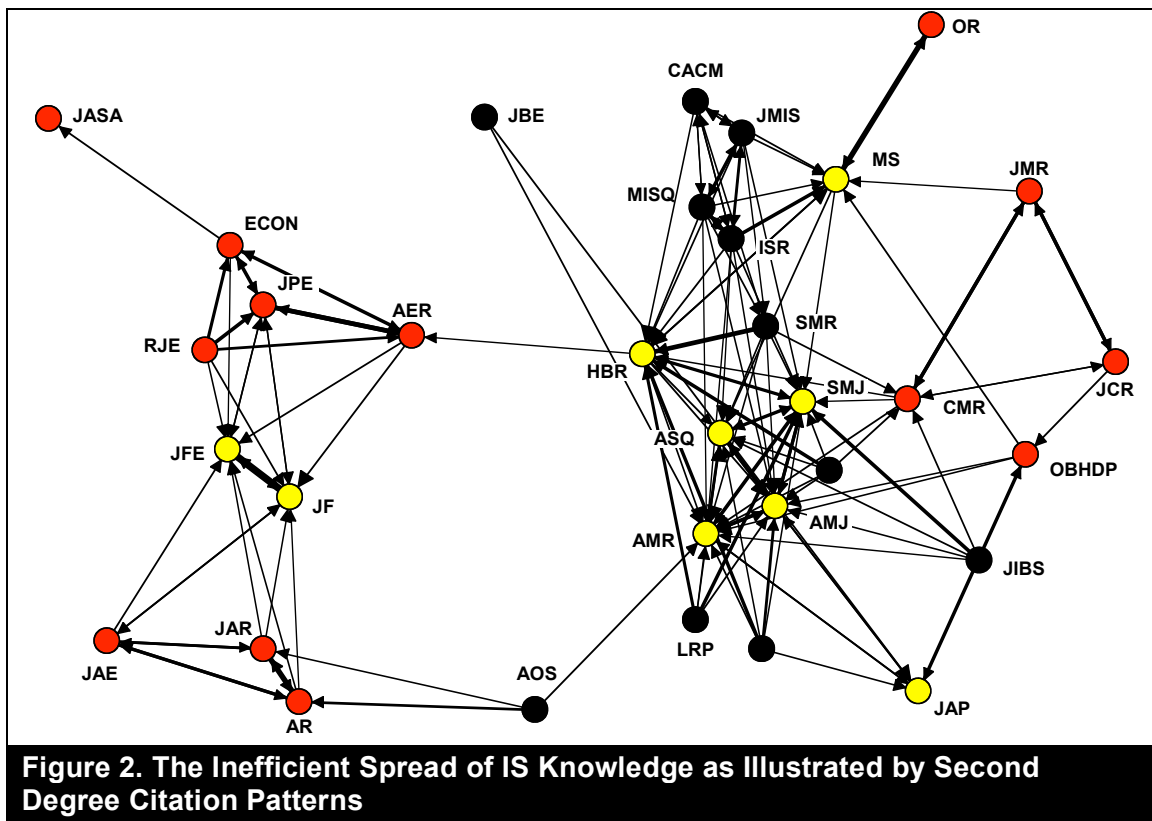 OR
CACM
JASA
JBE
JMIS
MS
JMR
MISQ
ECON
ISR
JPE
AER
SMR
RJE
HBR
SMJ
CMR
JCR
ASQ
JFE
OBHDP
JF
AMJ
AMR
JIBS
JAR
LRP
JAE
AOS
JAP
AR
Figure 2. The Inefficient Spread of IS Knowledge as Illustrated by Second
Degree Citation Patterns